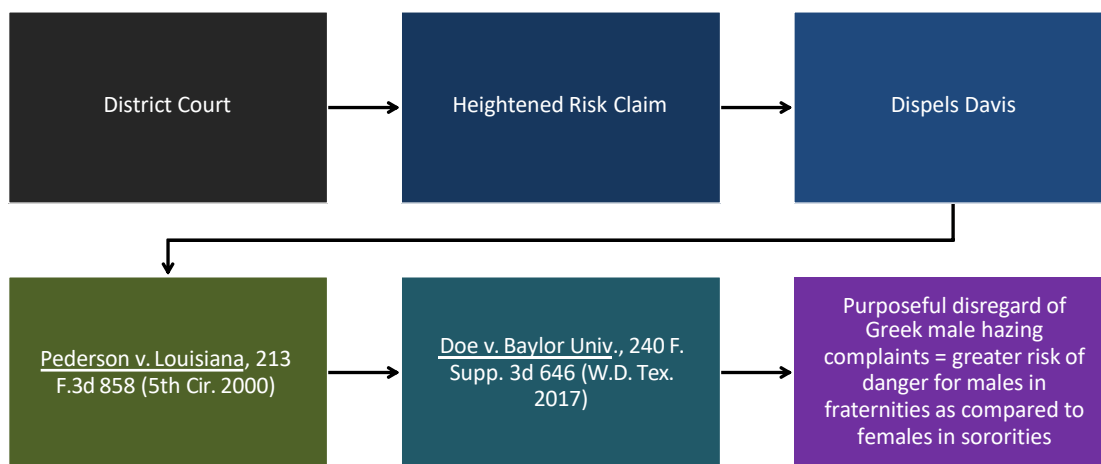 District Court
Heightened Risk Claim
Dispels Davis
Pederson v. Louisiana, 213
F.3d 858 (5th Cir. 2000)
Doe v. Baylor Univ., 240 F.
Supp. 3d 646 (W.D. Tex.
2017)
Purposeful disregard of
Greek male hazing
complaints = greater risk of
danger for males in
fraternities as compared to
females in sororities